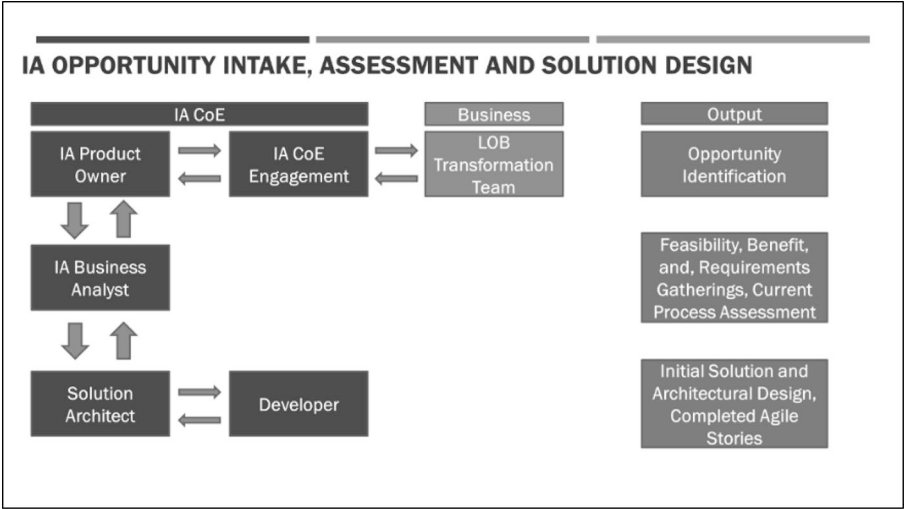 IA OPPORTUNITY INTAKE, ASSESSMENT AND SOLUTION DESIGN
IA CoE
Business
Output
IA Product
Owner
IA CoE
Engagement
LOB
Transformation
Team
Opportunity
Identification
IA Business
Analyst
Feasibility, Benefit,
and, Requirements
Gatherings, Current
Process Assessment
Solution
Architect
Developer
Initial Solution and
Architectural Design,
Completed Agile
Stories